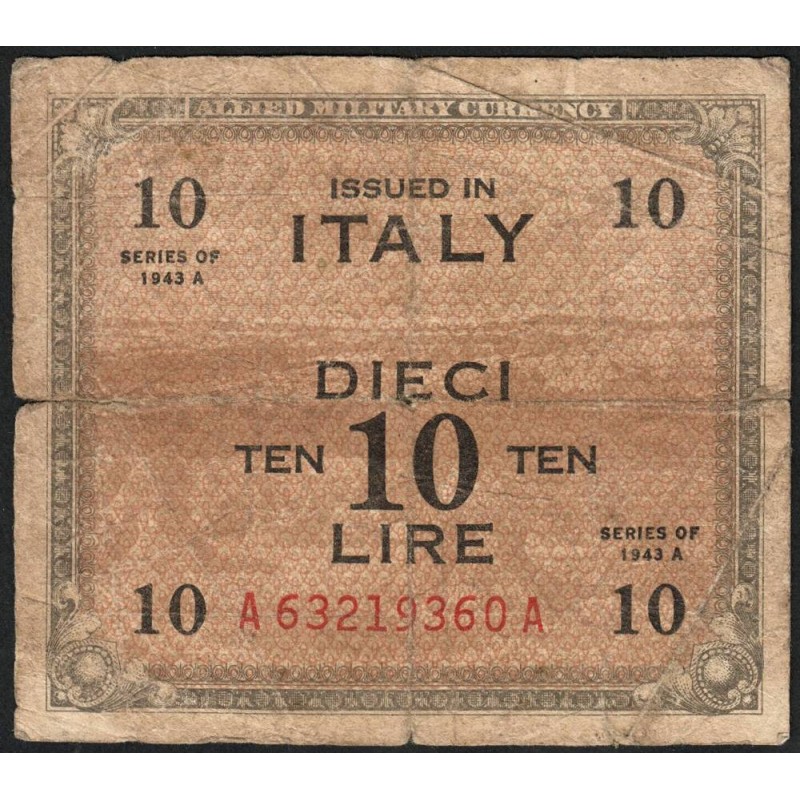 ALLIED MILITARY CURRENCY
10 ISSUED IN 10
ITALY
SERIES OF
1943 A
DIECI
TEN 10 TEN
LIRE
SERIES OF
1943 A
10 A63219360A 10